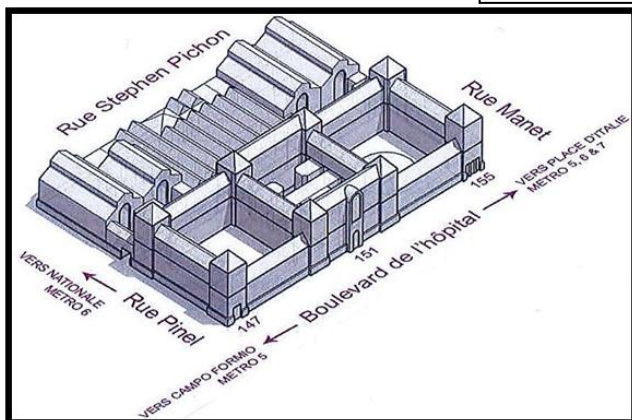 Rue Stephen Pichon
Rue Manet
VERS PLACE D'ITALIE
METRO 5, 6 & 7
155
151
Boulevard de l'hôpital
147
Rue Pinel
VERS NATIONALE
METRO 6
VERS CAMPO FORMIO
METRO 5